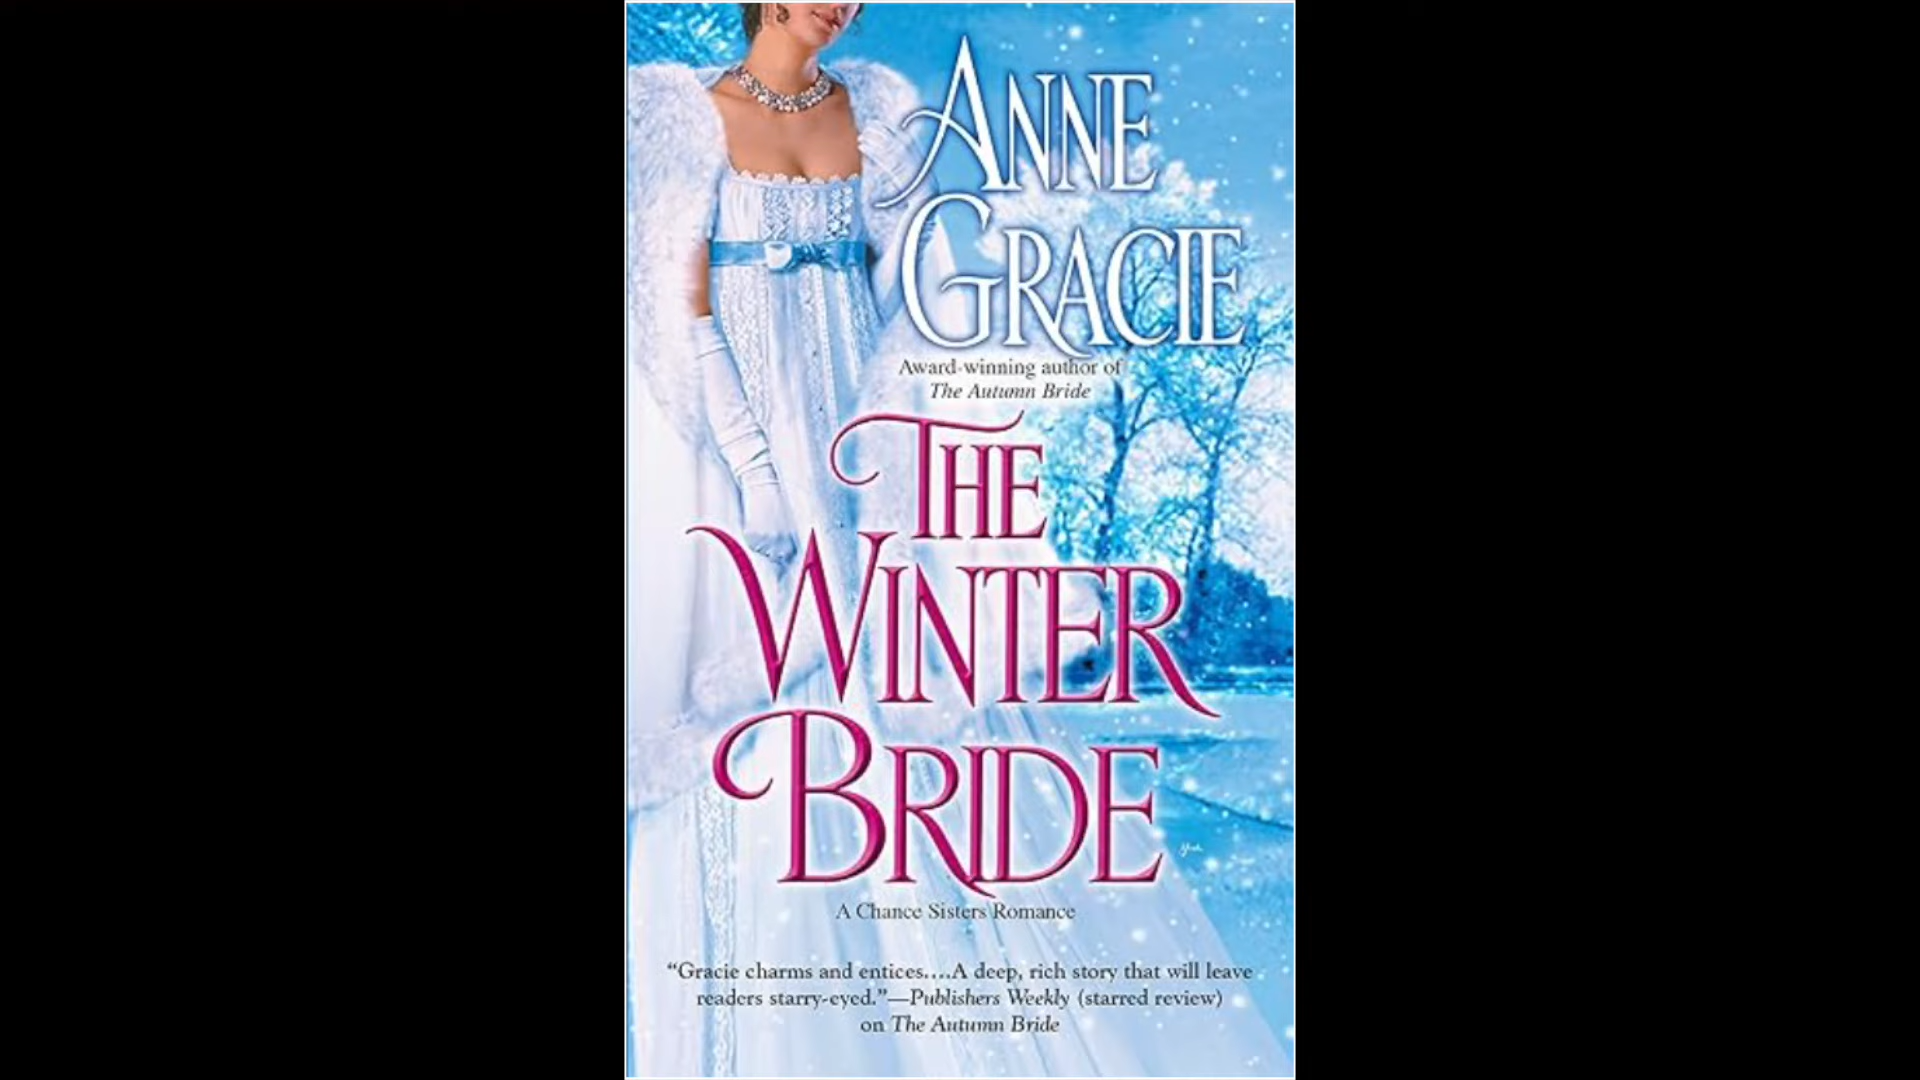 ANNE
GRACIE
Award-winning author of
The Autumn Bride
THE
WINTER
BRIDE
A Chance Sisters Romance
“Gracie charms and entices....A deep, rich story that will leave
readers starry-eyed.”—Publishers Weekly (starred review)
on The Autumn Bride